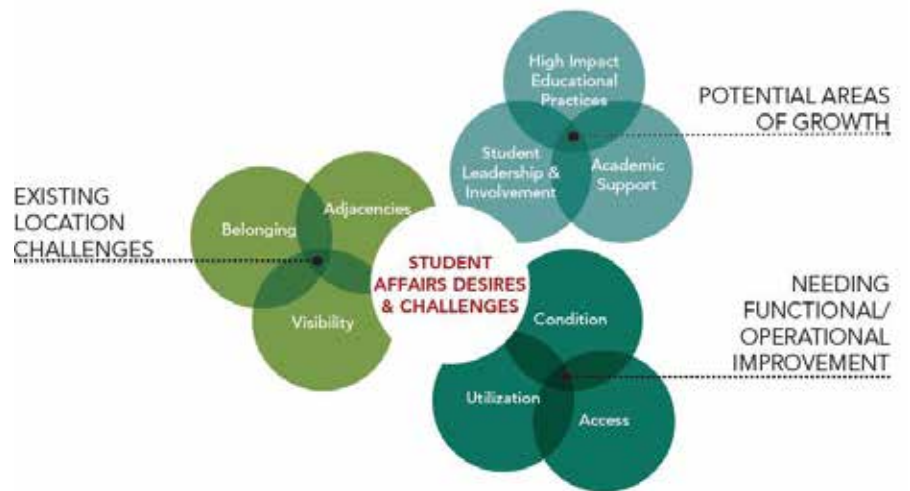 High Impact
Educational
Practices
POTENTIAL AREAS
OF GROWTH
Student
Leadership &
Involvement
Academic
Support
EXISTING
LOCATION
CHALLENGES
Belonging
Adjacencies
Visibility
STUDENT
AFFAIRS DESIRES
& CHALLENGES
Condition
Utilization
Access
NEEDING
FUNCTIONAL/
OPERATIONAL
IMPROVEMENT